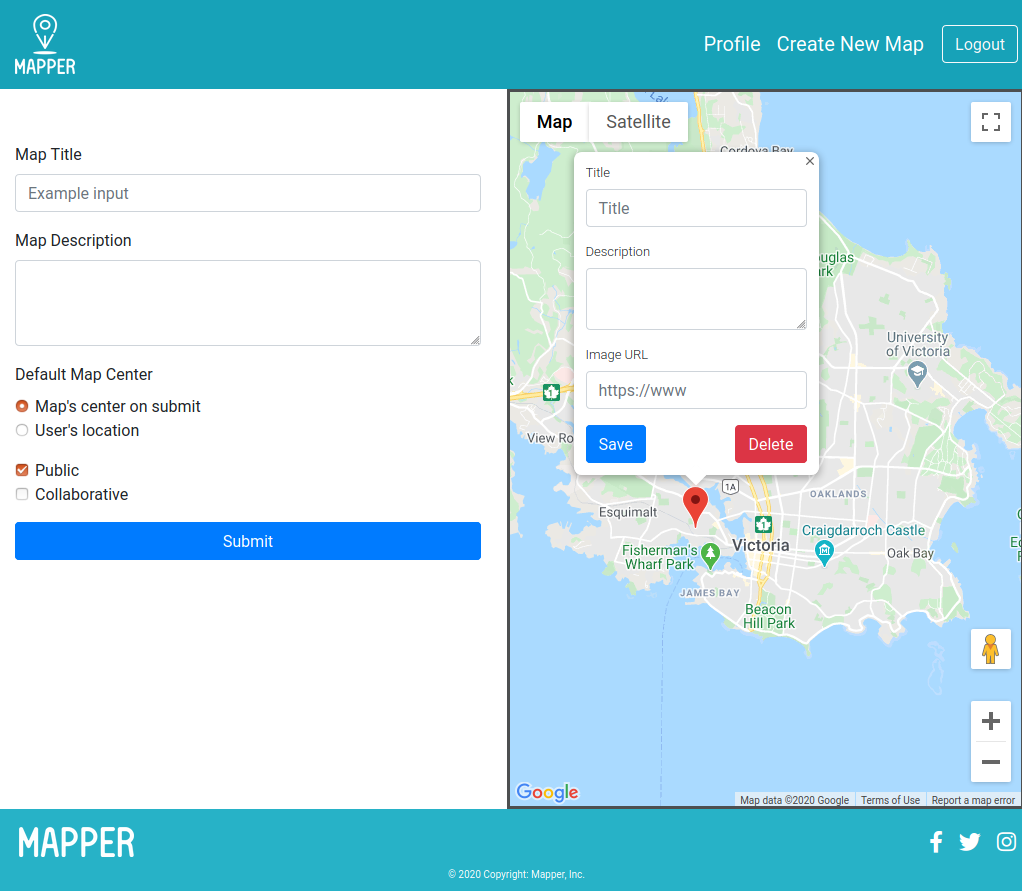 MAPPER
Profile
Create New Map
Logout
Map Title
Example input
Map Description
Default Map Center
Map's center on submit
User's location
Public
Collaborative
Submit
Map
Satellite
Cordova Bay
Title
Title
Description
Image URL
https://www
Save
Delete
University
of Victoria
1
View Ro
1A
OAKLANDS
Esquimalt
1
Craigdarroch Castle
Victoria
Oak Bay
Fisherman's
Wharf Park
JAMES BAY
Beacon
Hill Park
Google
Map data ©2020 Google
Terms of Use
Report a map error
MAPPER
© 2020 Copyright: Mapper, Inc.